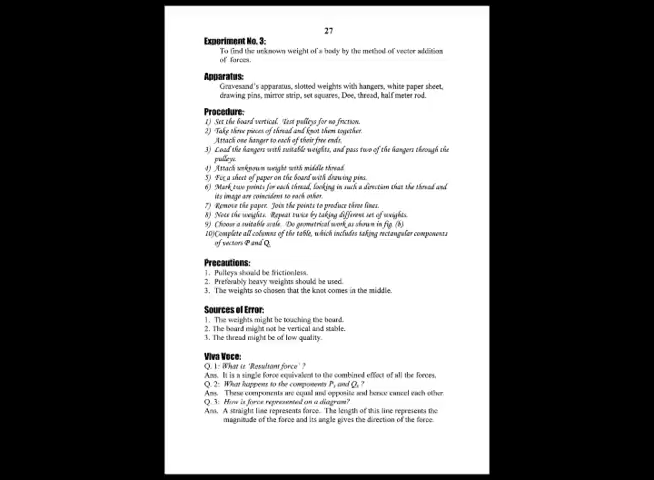 27
Experiment No. 3:
To find the unknown weight of a body by the method of vector addition
of forces.
Apparatus:
Gravesand's apparatus, slotted weights with hangers, white paper sheet,
drawing pins, mirror strip, set squares, Dee, thread, half meter rod.
Procedure:
1) Set the board vertical. Test pulleys for no friction.
2) Take three pieces of thread and knot them together.
Attach one hanger to each of their free ends.
3) Load the hangers with suitable weights, and pass two of the hangers through the
pulleys.
4) Attach unknown weight with middle thread.
5) Fix a sheet of paper on the board with drawing pins.
6) Mark two points for each thread, looking in such a direction that the thread and
its image are coincident to each other.
7) Remove the paper. Join the points to produce three lines.
8) Note the weights. Repeat twice by taking different set of weights.
9) Choose a suitable scale. Do geometrical work as shown in fig. (b)
10)Complete all columns of the table, which includes taking rectangular components
of vectors P and Q.
Precautions:
1. Pulleys should be frictionless.
2. Preferably heavy weights should be used.
3. The weights so chosen that the knot comes in the middle.
Sources of Error:
1. The weights might be touching the board.
2. The board might not be vertical and stable.
3. The thread might be of low quality.
Viva Voce:
Q. 1: What is 'Resultant force' ?
Ans. It is a single force equivalent to the combined effect of all the forces.
Q. 2: What happens to the components Pₓ and Qₓ ?
Ans. These components are equal and opposite and hence cancel each other.
Q. 3: How is force represented on a diagram?
Ans. A straight line represents force. The length of this line represents the
magnitude of the force and its angle gives the direction of the force.